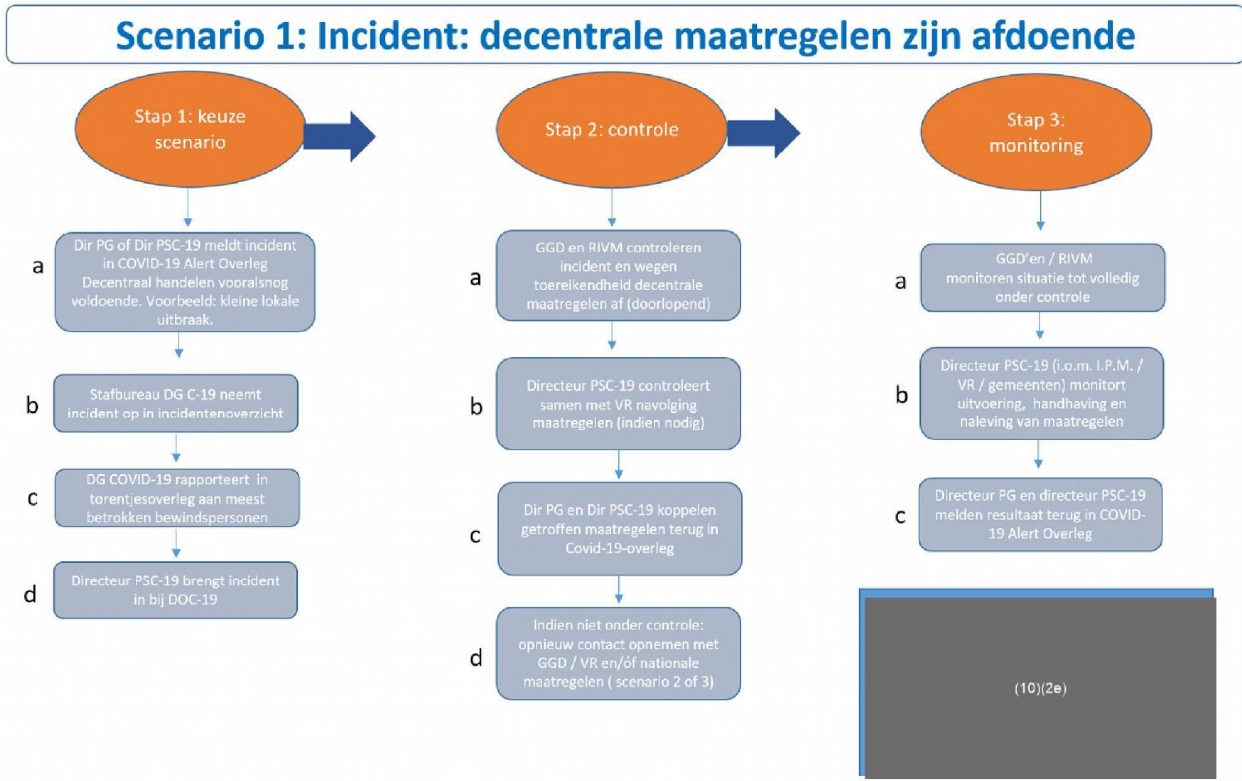 Scenario 1: Incident: decentrale maatregelen zijn afdoende
Stap 1: keuze
scenario
a
Dir PG of Dir PSC-19 meldt incident
in COVID-19 Alert Overleg
Decentraal handelen vooralsnog
voldoende. Voorbeeld: kleine lokale
uitbraak.
b
Stafbureau DG C-19 neemt
incident op in incidentenoverzicht
c
DG COVID-19 rapporteert in
torentjesoverleg aan meest
betrokken bewindspersonen
d
Directeur PSC-19 brengt incident
in bij DOC-19
Stap 2: controle
a
GGD en RIVM controleren
incident en wegen
toereikendheid decentrale
maatregelen af (doorlopend)
b
Directeur PSC-19 controleert
samen met VR navolging
maatregelen (indien nodig)
c
Dir PG en Dir PSC-19 koppelen
getroffen maatregelen terug in
Covid-19-overleg
d
Indien niet onder controle:
opnieuw contact opnemen met
GGD / VR en/óf nationale
maatregelen ( scenario 2 of 3)
Stap 3:
monitoring
a
GGD'en / RIVM
monitoren situatie tot volledig
onder controle
b
Directeur PSC-19 (i.o.m. I.P.M. /
VR / gemeenten) monitort
uitvoering, handhaving en
naleving van maatregelen
c
Directeur PG en directeur PSC-19
melden resultaat terug in COVID-
19 Alert Overleg
(10)(2e)